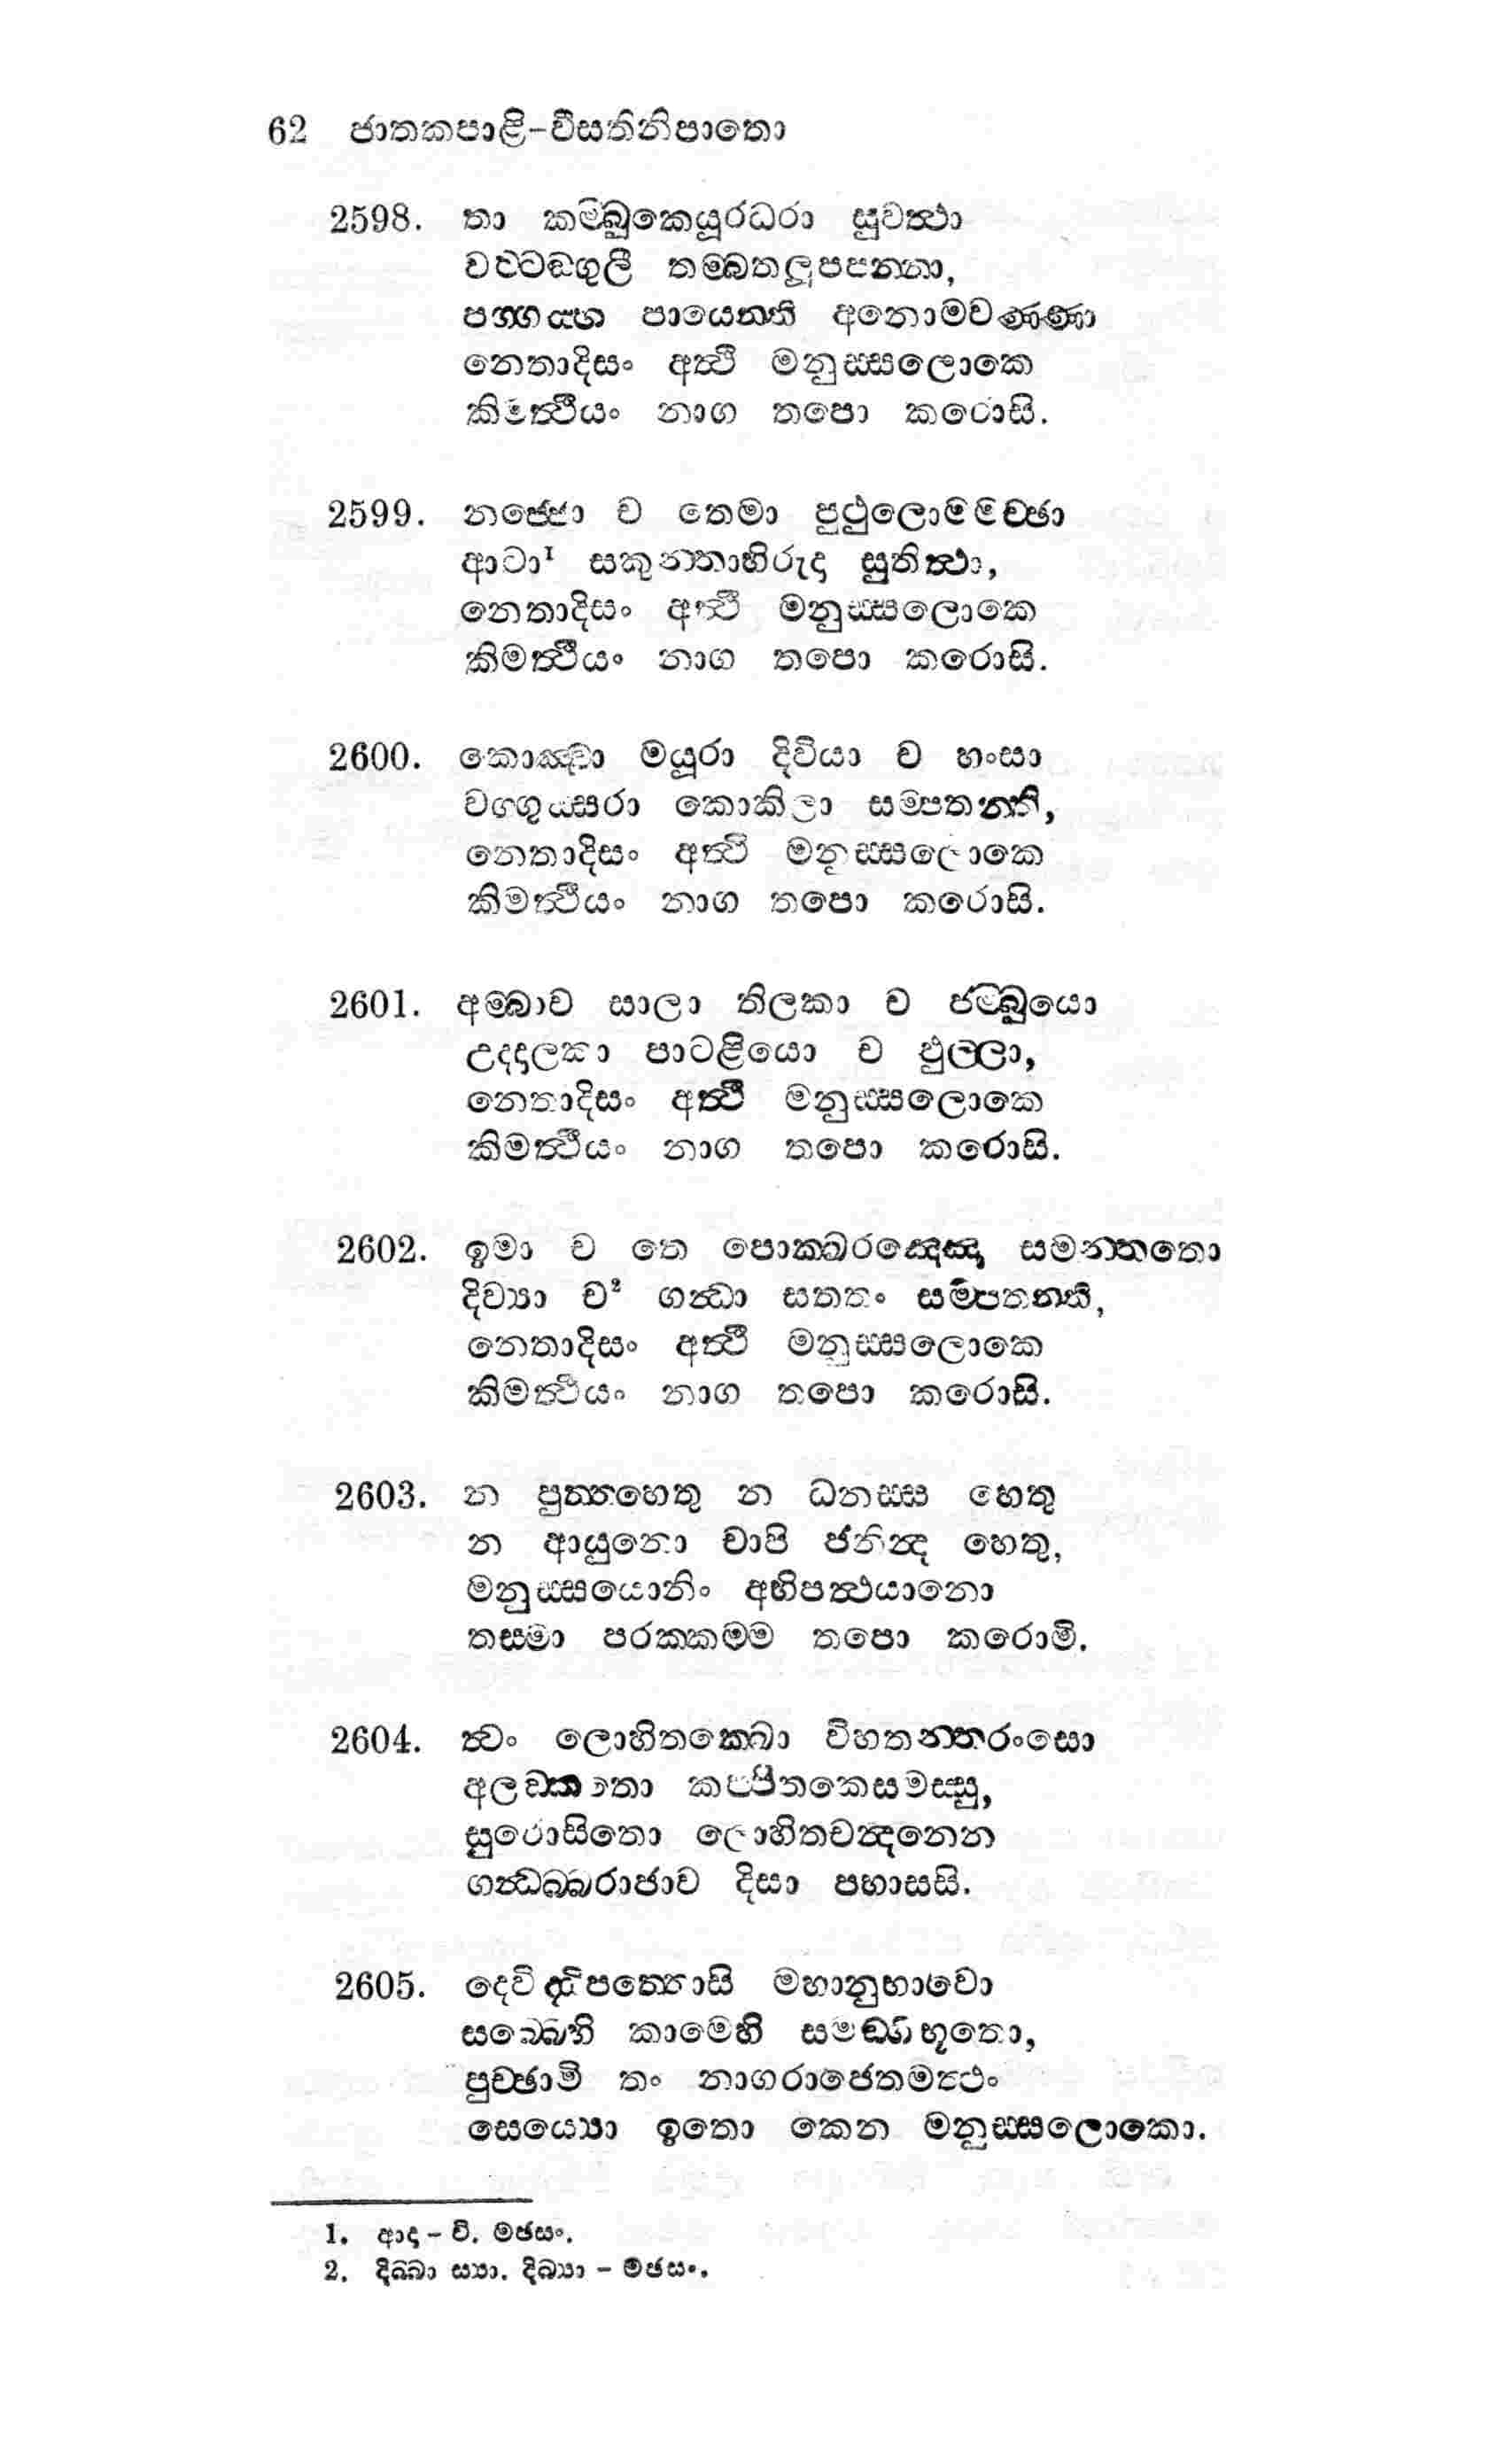 62 ජාතකපාළි-වීසතිනිපාතො
2598. තා කම්බුකෙයූරධරා සුවත්ථා
වට්ටඞ්ගුලී තම්බතලූපපන්නා,
පග්ගය්හ පායෙන්ති අනොමවණ්ණා
නෙතාදිසං අත්ථි මනුස්සලොකෙ
කිමත්ථියං නාග තපො කරොසි.
2599. නජ්ජො ච තෙමා පුථුලොමමච්ඡා
ආටා¹ සකුන්තාභිරුදා සුතිත්ථා,
නෙතාදිසං අත්ථි මනුස්සලොකෙ
කිමත්ථියං නාග තපො කරොසි.
2600. කොඤ්චා මයූරා දිවියා ච හංසා
වග්ගුස්සරා කොකිලා සම්පතන්ති,
නෙතාදිසං අත්ථි මනුස්සලොකෙ
කිමත්ථියං නාග තපො කරොසි.
2601. අම්බාව සාලා තිලකා ච ජම්බුයො
උද්දාලකා පාටළියො ච ඵුල්ලා,
නෙතාදිසං අත්ථි මනුස්සලොකෙ
කිමත්ථියං නාග තපො කරොසි.
2602. ඉමා ච තෙ පොක්ඛරඤ්ඤො සමන්තතො
දිව්‍යා ච² ගන්ධා සතතං සම්පතන්ති,
නෙතාදිසං අත්ථි මනුස්සලොකෙ
කිමත්ථියං නාග තපො කරොසි.
2603. න පුත්තහෙතු න ධනස්ස හෙතු
න ආයුනො චාපි ජනින්ද හෙතු,
මනුස්සයොනිං අභිපත්ථයානො
තස්මා පරක්කම්ම තපො කරොමි.
2604. ත්වං ලොහිතක්ඛො විහතන්තරංසො
අලඞ්කතො කප්පිතකෙසමස්සු,
සුරොසිතො ලොහිතචන්දනෙන
ගන්ධබ්බරාජාව දිසා පභාසසි.
2605. දෙවිද්ධිපත්තොසි මහානුභාවො
සබ්බෙහි කාමෙහි සමඞ්ගිභූතො,
පුච්ඡාමි තං නාගරාජෙතමත්ථං
සෙය්‍යො ඉතො කෙන මනුස්සලොකො.
1. ආදා - වි. මඡසං.
2. දිබ්බා ස්‍යා. දිබ්‍යා - මඡසං.